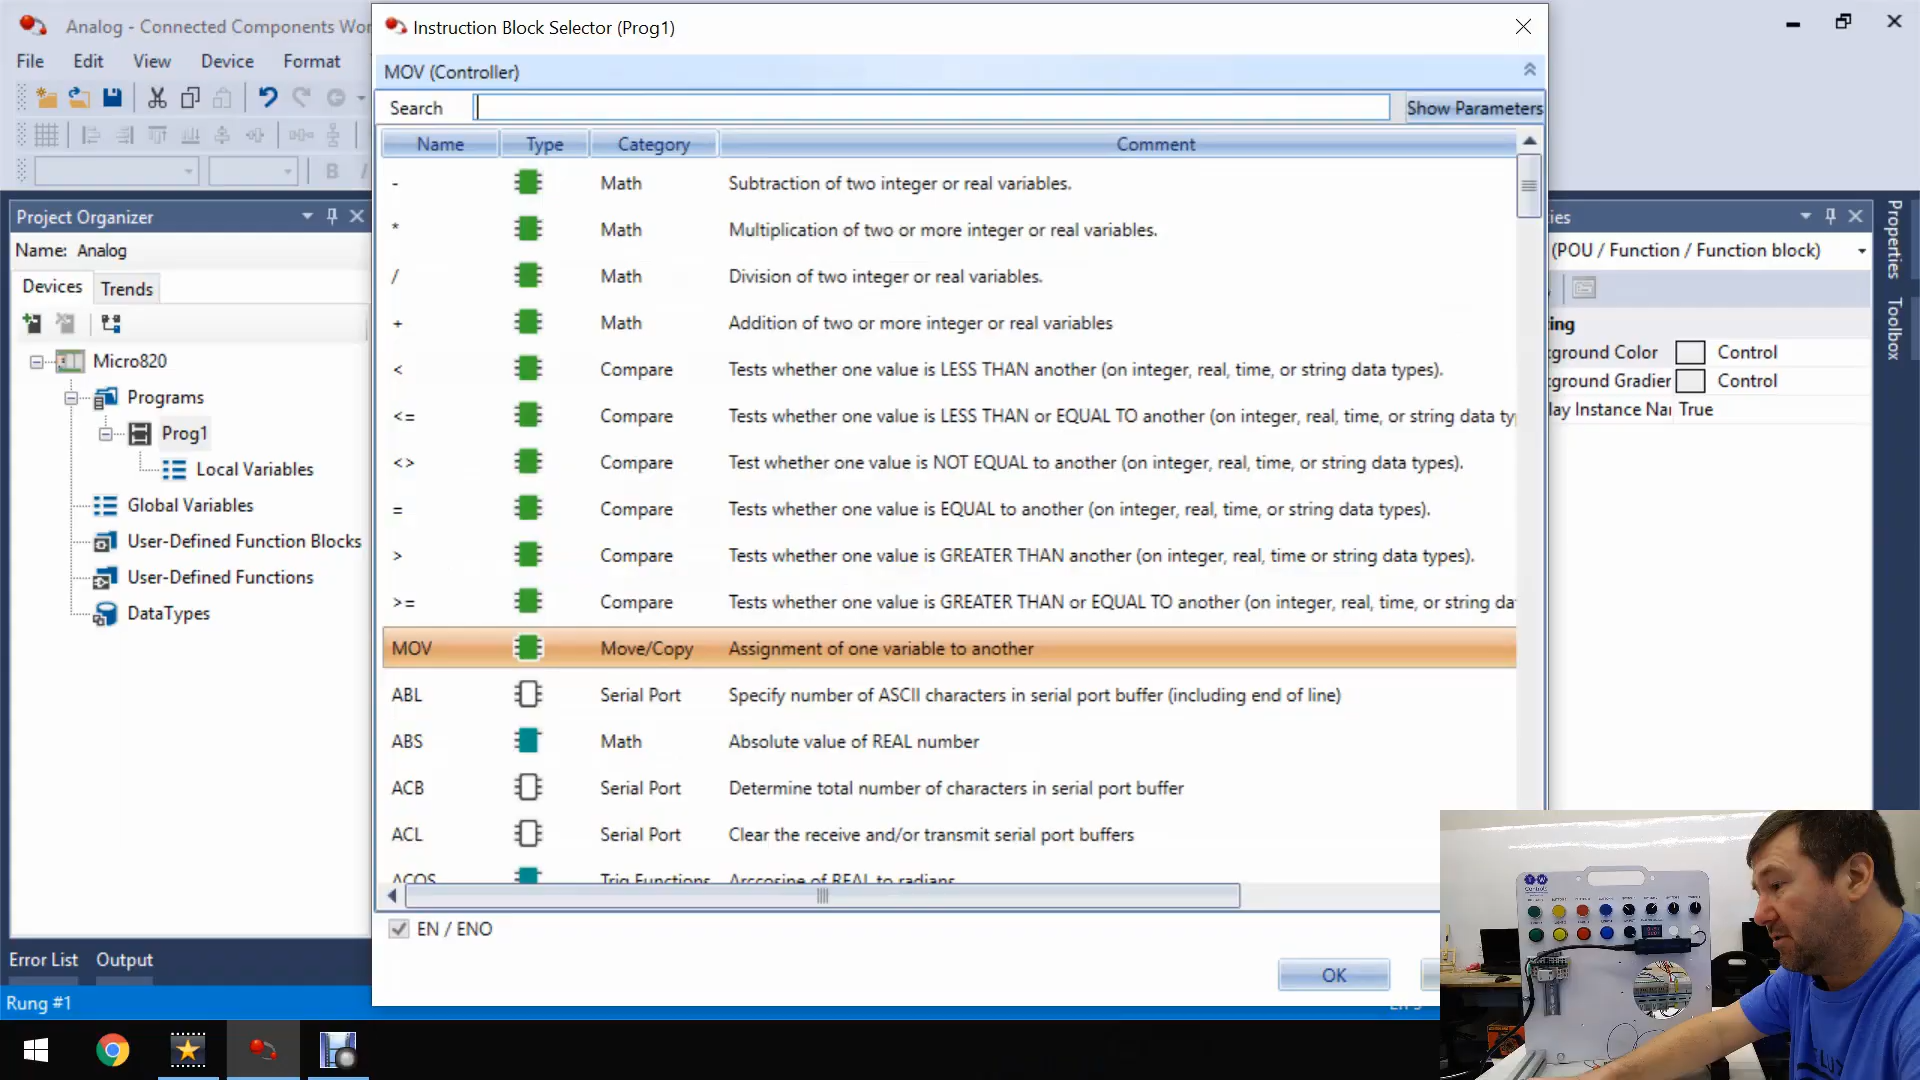 Analog - Connected Components Wor
Instruction Block Selector (Prog1)
File Edit View Device Format
MOV (Controller)
Search
Show Parameters
Name Type Category Comment
- Math Subtraction of two integer or real variables.
* Math Multiplication of two or more integer or real variables.
/ Math Division of two integer or real variables.
+ Math Addition of two or more integer or real variables
< Compare Tests whether one value is LESS THAN another (on integer, real, time, or string data types).
<= Compare Tests whether one value is LESS THAN or EQUAL TO another (on integer, real, time, or string data typ
<> Compare Test whether one value is NOT EQUAL to another (on integer, real, time, or string data types).
= Compare Tests whether one value is EQUAL to another (on integer, real, time, or string data types).
> Compare Tests whether one value is GREATER THAN another (on integer, real, time or string data types).
>= Compare Tests whether one value is GREATER THAN or EQUAL TO another (on integer, real, time, or string da
MOV Move/Copy Assignment of one variable to another
ABL Serial Port Specify number of ASCII characters in serial port buffer (including end of line)
ABS Math Absolute value of REAL number
ACB Serial Port Determine total number of characters in serial port buffer
ACL Serial Port Clear the receive and/or transmit serial port buffers
ACOS Trig Functions Arccosine of REAL to radians
EN / ENO
OK
Project Organizer
Name: Analog
Devices Trends
Micro820
Programs
Prog1
Local Variables
Global Variables
User-Defined Function Blocks
User-Defined Functions
DataTypes
Error List Output
Rung #1
ies
(POU / Function / Function block)
ing
ground Color Control
ground Gradier Control
lay Instance Nar True
Properties
Toolbox
B I